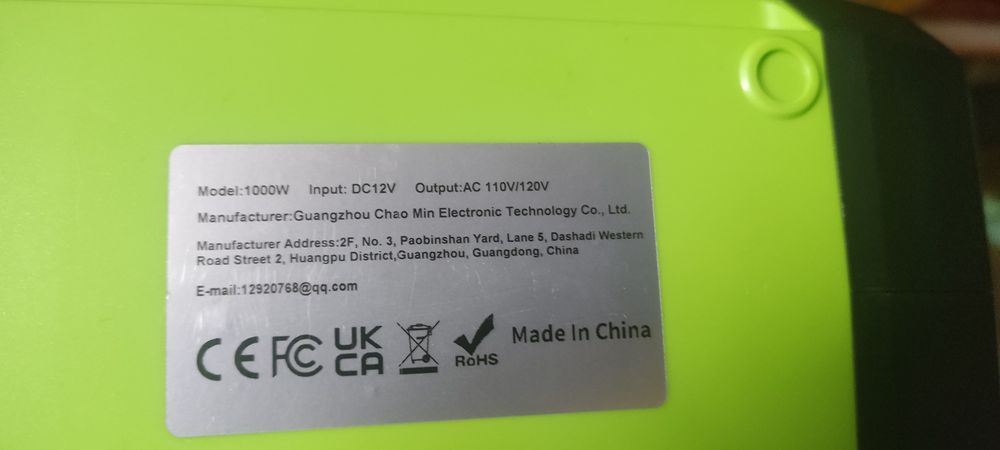 Model:1000W Input: DC12V Output:AC 110V/120V
Manufacturer:Guangzhou Chao Min Electronic Technology Co., Ltd.
Manufacturer Address:2F, No. 3, Paobinshan Yard, Lane 5, Dashadi Western
Road Street 2, Huangpu District,Guangzhou, Guangdong, China
E-mail:12920768@qq.com
CE FC UK
CA RoHS Made In China